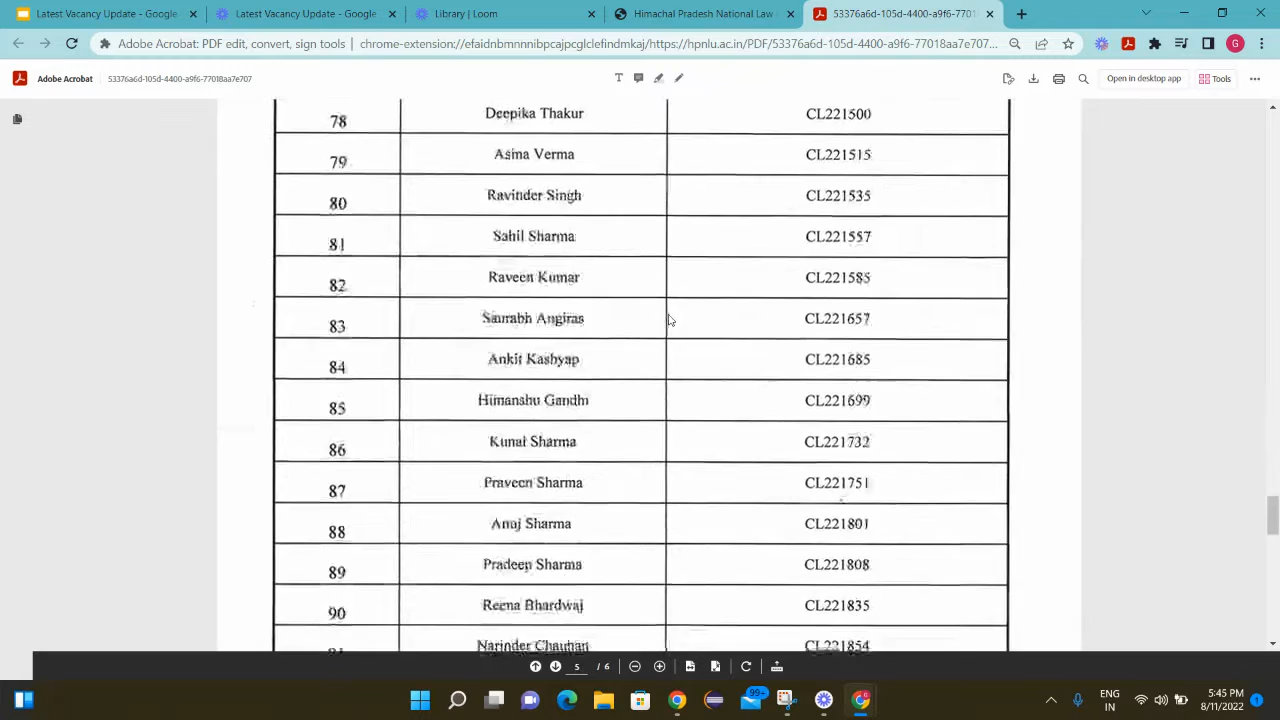 Latest Vacancy Update - Google
Latest Vacancy Update - Google
Library | Loom
Himachal Pradesh National Law
53376a6d-105d-4400-a9f6-7701
Adobe Acrobat: PDF edit, convert, sign tools | chrome-extension://efaidnbmnnnibpcajpcglclefindmkaj/https://hpnlu.ac.in/PDF/53376a6d-105d-4400-a9f6-77018aa7e707...
G
Adobe Acrobat
53376a6d-105d-4400-a9f6-77018aa7e707
Open in desktop app
Tools
78 Deepika Thakur CL221500
79 Asina Verma CL221515
80 Ravinder Singh CL221535
81 Sahil Sharma CL221557
82 Raveen Kumar CL221585
83 Saurabh Angiras CL221657
84 Ankit Kashyap CL221685
85 Himanshu Gandhi CL221699
86 Kunal Sharma CL221732
87 Praveen Sharma CL221751
88 Anuj Sharma CL221801
89 Pradeep Sharma CL221808
90 Reena Bhardwaj CL221835
Narinder Chauhan CL221854
5 / 6
99+
ENG
IN
5:45 PM
8/11/2022